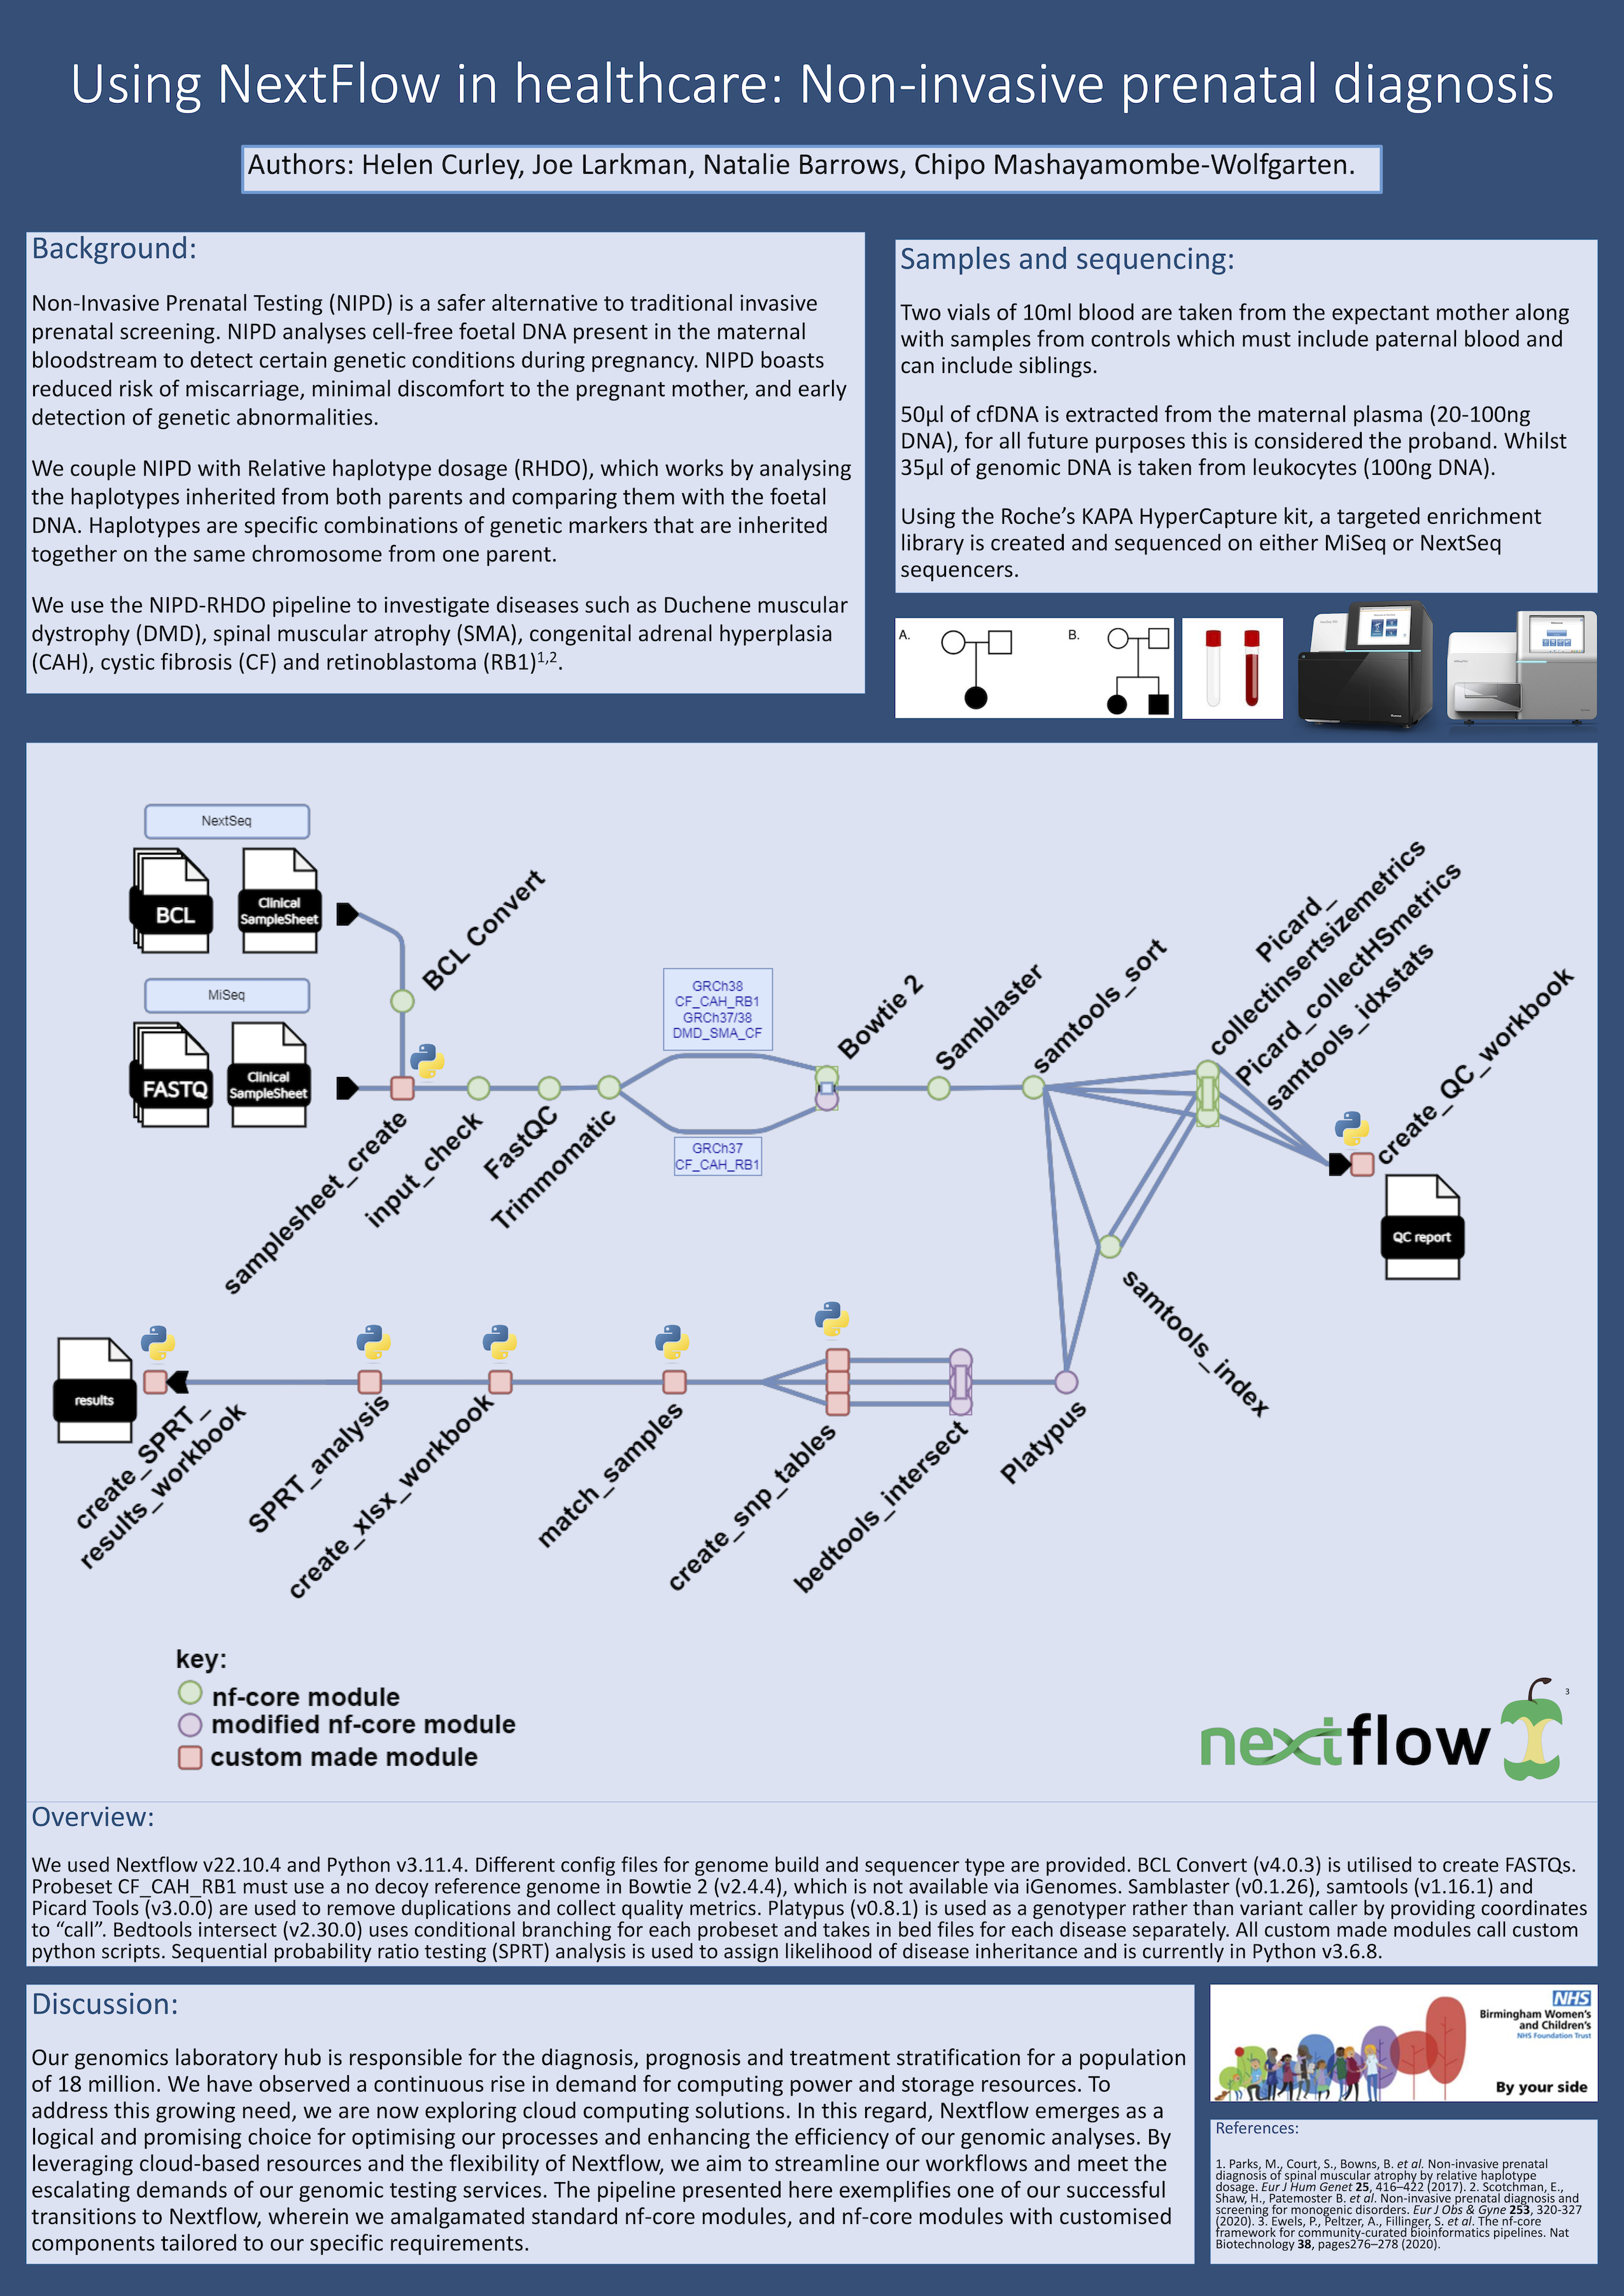 Using NextFlow in healthcare: Non-invasive prenatal diagnosis
Authors: Helen Curley, Joe Larkman, Natalie Barrows, Chipo Mashayamombe-Wolfgarten.
Background:
Non-Invasive Prenatal Testing (NIPD) is a safer alternative to traditional invasive
prenatal screening. NIPD analyses cell-free foetal DNA present in the maternal
bloodstream to detect certain genetic conditions during pregnancy. NIPD boasts
reduced risk of miscarriage, minimal discomfort to the pregnant mother, and early
detection of genetic abnormalities.
We couple NIPD with Relative haplotype dosage (RHDO), which works by analysing
the haplotypes inherited from both parents and comparing them with the foetal
DNA. Haplotypes are specific combinations of genetic markers that are inherited
together on the same chromosome from one parent.
We use the NIPD-RHDO pipeline to investigate diseases such as Duchene muscular
dystrophy (DMD), spinal muscular atrophy (SMA), congenital adrenal hyperplasia
(CAH), cystic fibrosis (CF) and retinoblastoma (RB1)1,2.
Samples and sequencing:
Two vials of 10ml blood are taken from the expectant mother along
with samples from controls which must include paternal blood and
can include siblings.
50µl of cfDNA is extracted from the maternal plasma (20-100ng
DNA), for all future purposes this is considered the proband. Whilst
35µl of genomic DNA is taken from leukocytes (100ng DNA).
Using the Roche's KAPA HyperCapture kit, a targeted enrichment
library is created and sequenced on either MiSeq or NextSeq
sequencers.
A.
B.
NextSeq
BCL
Clinical
SampleSheet
BCL Convert
MiSeq
FASTQ
Clinical
SampleSheet
samplesheet_create
input_check
FastQC
Trimmomatic
GRCh38
CF_CAH_RB1
GRCh37/38
DMD_SMA_CF
GRCh37
CF_CAH_RB1
Bowtie 2
Samblaster
samtools_sort
Picard_
collectinsertsizemetrics
Picard_collectHSmetrics
samtools_idxstats
create_QC_workbook
QC report
samtools_index
Platypus
bedtools_intersect
create_snp_tables
match_samples
create_xlsx_workbook
SPRT_analysis
create_SPRT_
results_workbook
results
key:
nf-core module
modified nf-core module
custom made module
nextflow
3
Overview:
We used Nextflow v22.10.4 and Python v3.11.4. Different config files for genome build and sequencer type are provided. BCL Convert (v4.0.3) is utilised to create FASTQs.
Probeset CF_CAH_RB1 must use a no decoy reference genome in Bowtie 2 (v2.4.4), which is not available via iGenomes. Samblaster (v0.1.26), samtools (v1.16.1) and
Picard Tools (v3.0.0) are used to remove duplications and collect quality metrics. Platypus (v0.8.1) is used as a genotyper rather than variant caller by providing coordinates
to “call”. Bedtools intersect (v2.30.0) uses conditional branching for each probeset and takes in bed files for each disease separately. All custom made modules call custom
python scripts. Sequential probability ratio testing (SPRT) analysis is used to assign likelihood of disease inheritance and is currently in Python v3.6.8.
Discussion:
Our genomics laboratory hub is responsible for the diagnosis, prognosis and treatment stratification for a population
of 18 million. We have observed a continuous rise in demand for computing power and storage resources. To
address this growing need, we are now exploring cloud computing solutions. In this regard, Nextflow emerges as a
logical and promising choice for optimising our processes and enhancing the efficiency of our genomic analyses. By
leveraging cloud-based resources and the flexibility of Nextflow, we aim to streamline our workflows and meet the
escalating demands of our genomic testing services. The pipeline presented here exemplifies one of our successful
transitions to Nextflow, wherein we amalgamated standard nf-core modules, and nf-core modules with customised
components tailored to our specific requirements.
NHS
Birmingham Women's
and Children's
NHS Foundation Trust
By your side
References:
1. Parks, M., Court, S., Bowns, B. et al. Non-invasive prenatal
diagnosis of spinal muscular atrophy by relative haplotype
dosage. Eur J Hum Genet 25, 416–422 (2017). 2. Scotchman, E.,
Shaw, H., Paternoster B. et al. Non-invasive prenatal diagnosis and
screening for monogenic disorders. Eur J Obs & Gyne 253, 320-327
(2020). 3. Ewels, P., Peltzer, A., Fillinger, S. et al. The nf-core
framework for community-curated bioinformatics pipelines. Nat
Biotechnology 38, pages276–278 (2020).